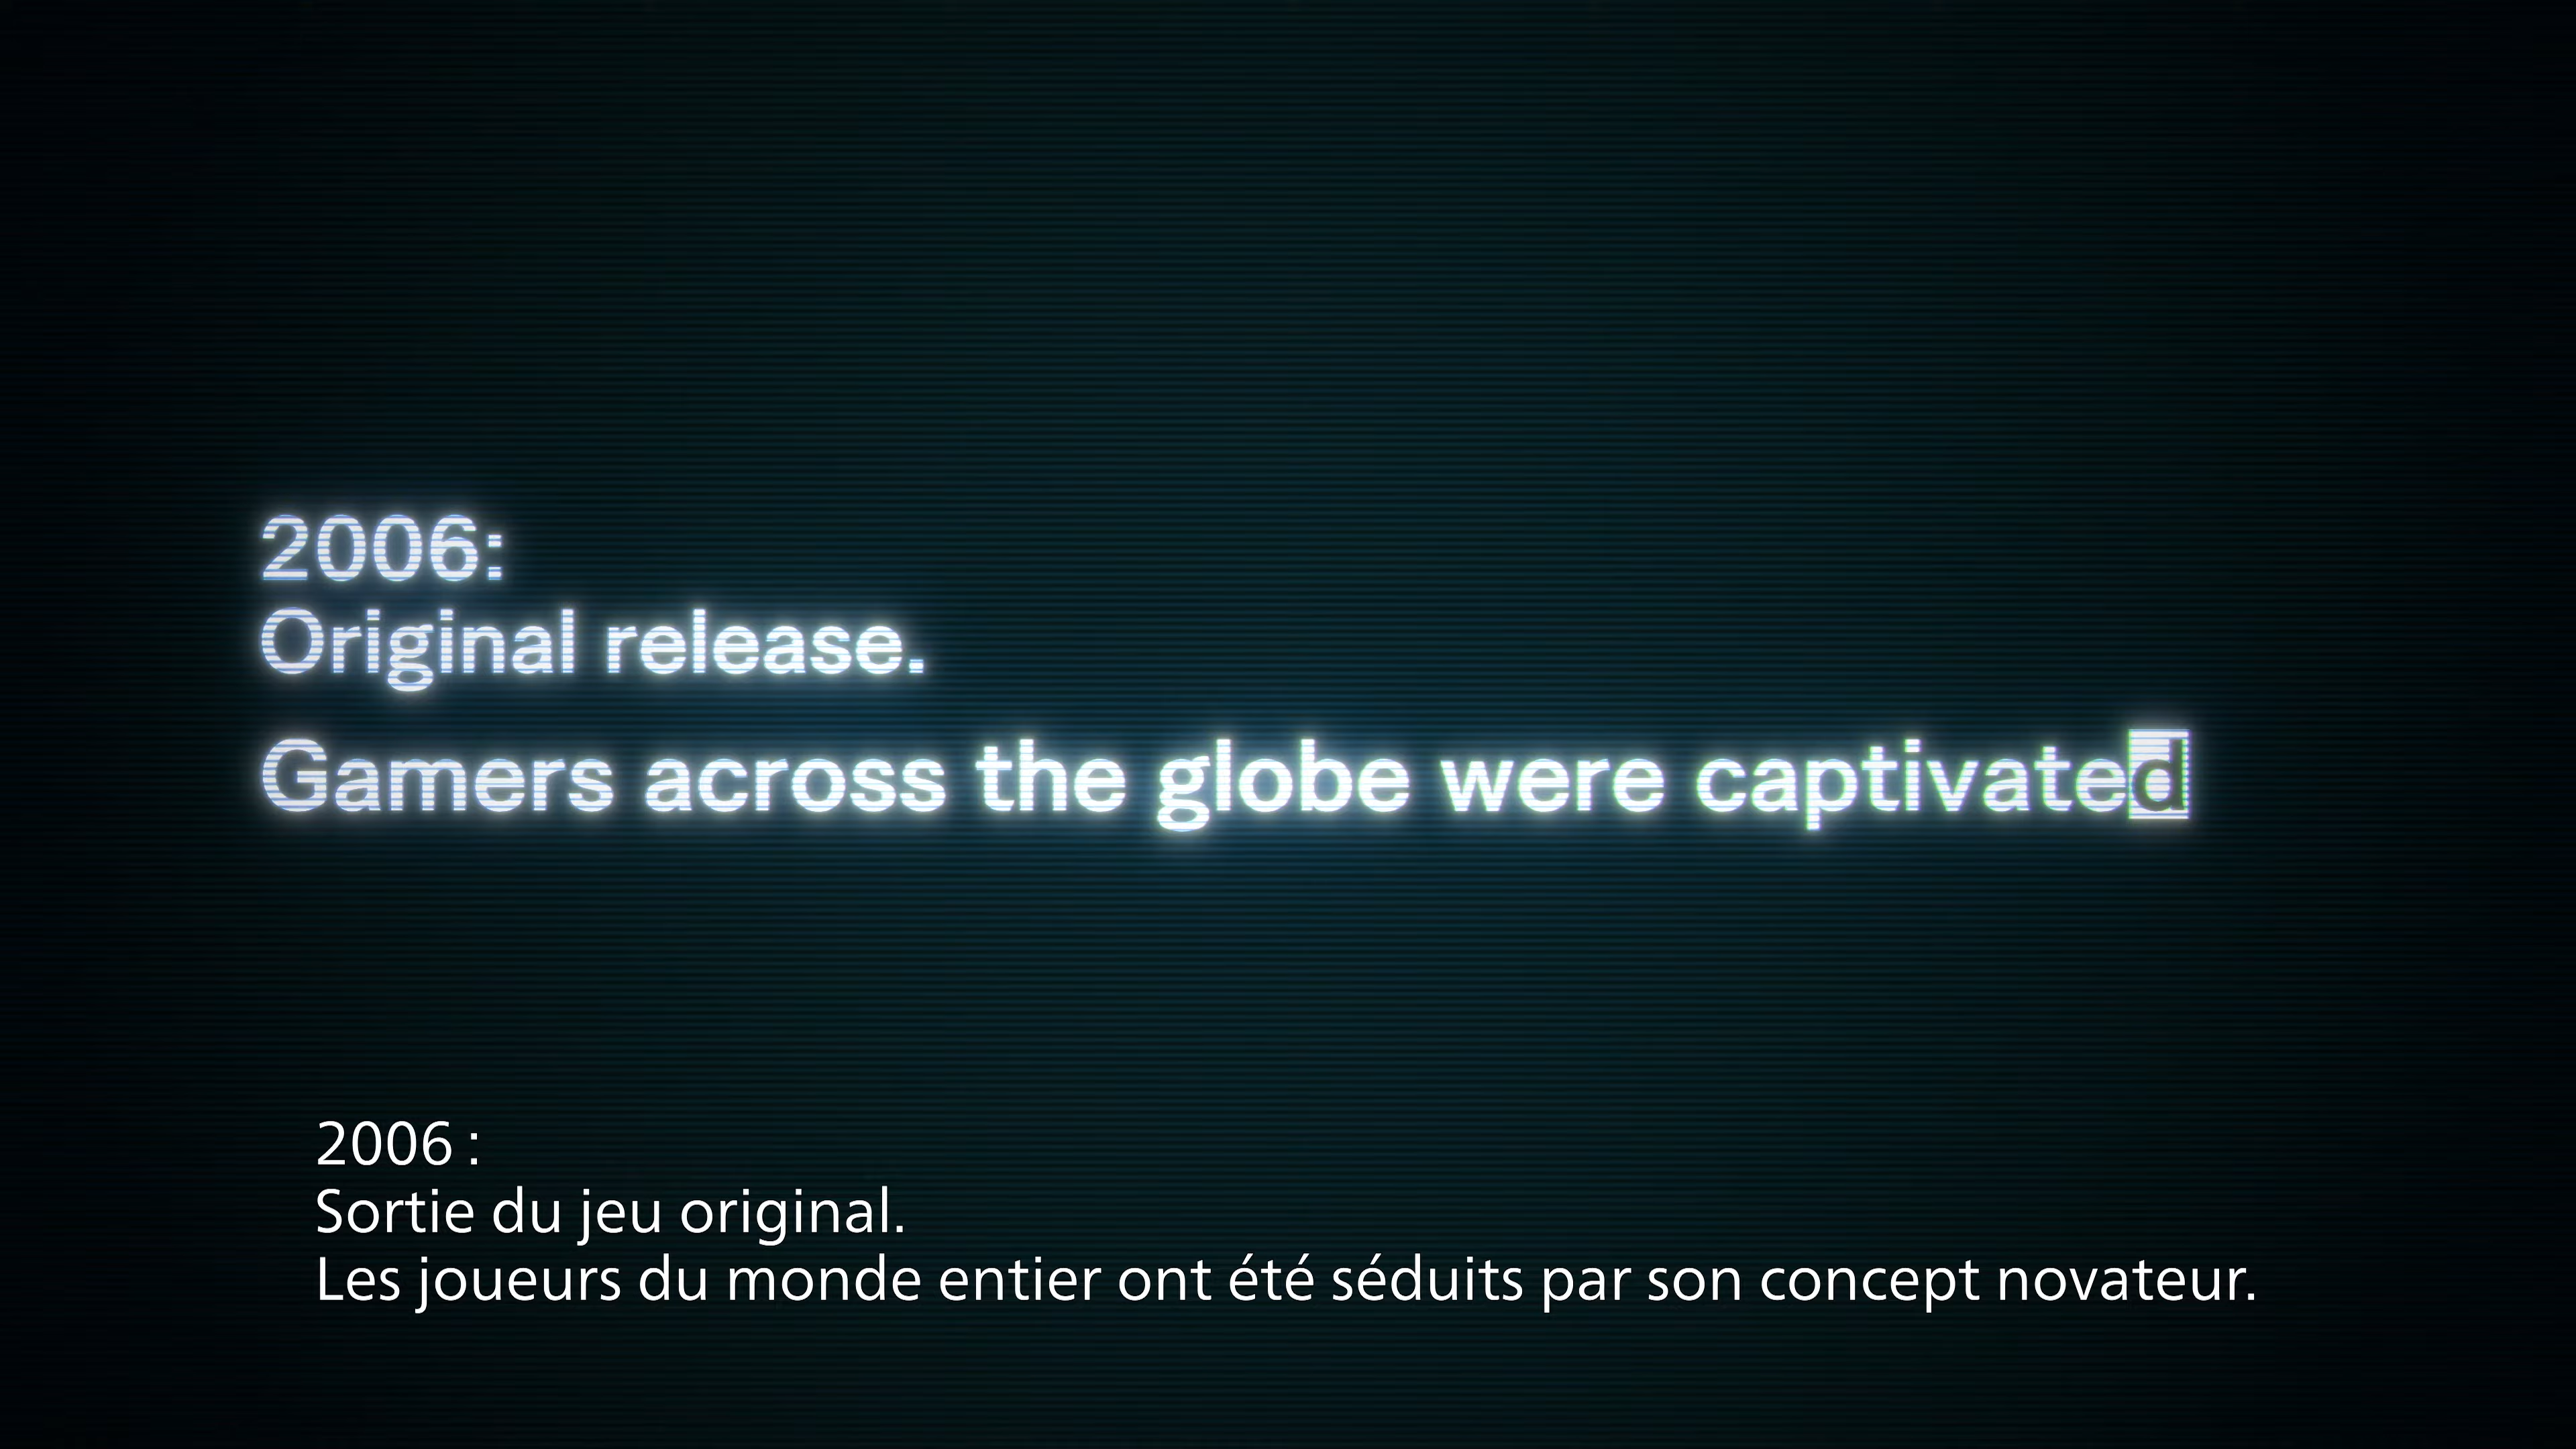 2006:
Original release.
Gamers across the globe were captivated
2006 :
Sortie du jeu original.
Les joueurs du monde entier ont été séduits par son concept novateur.